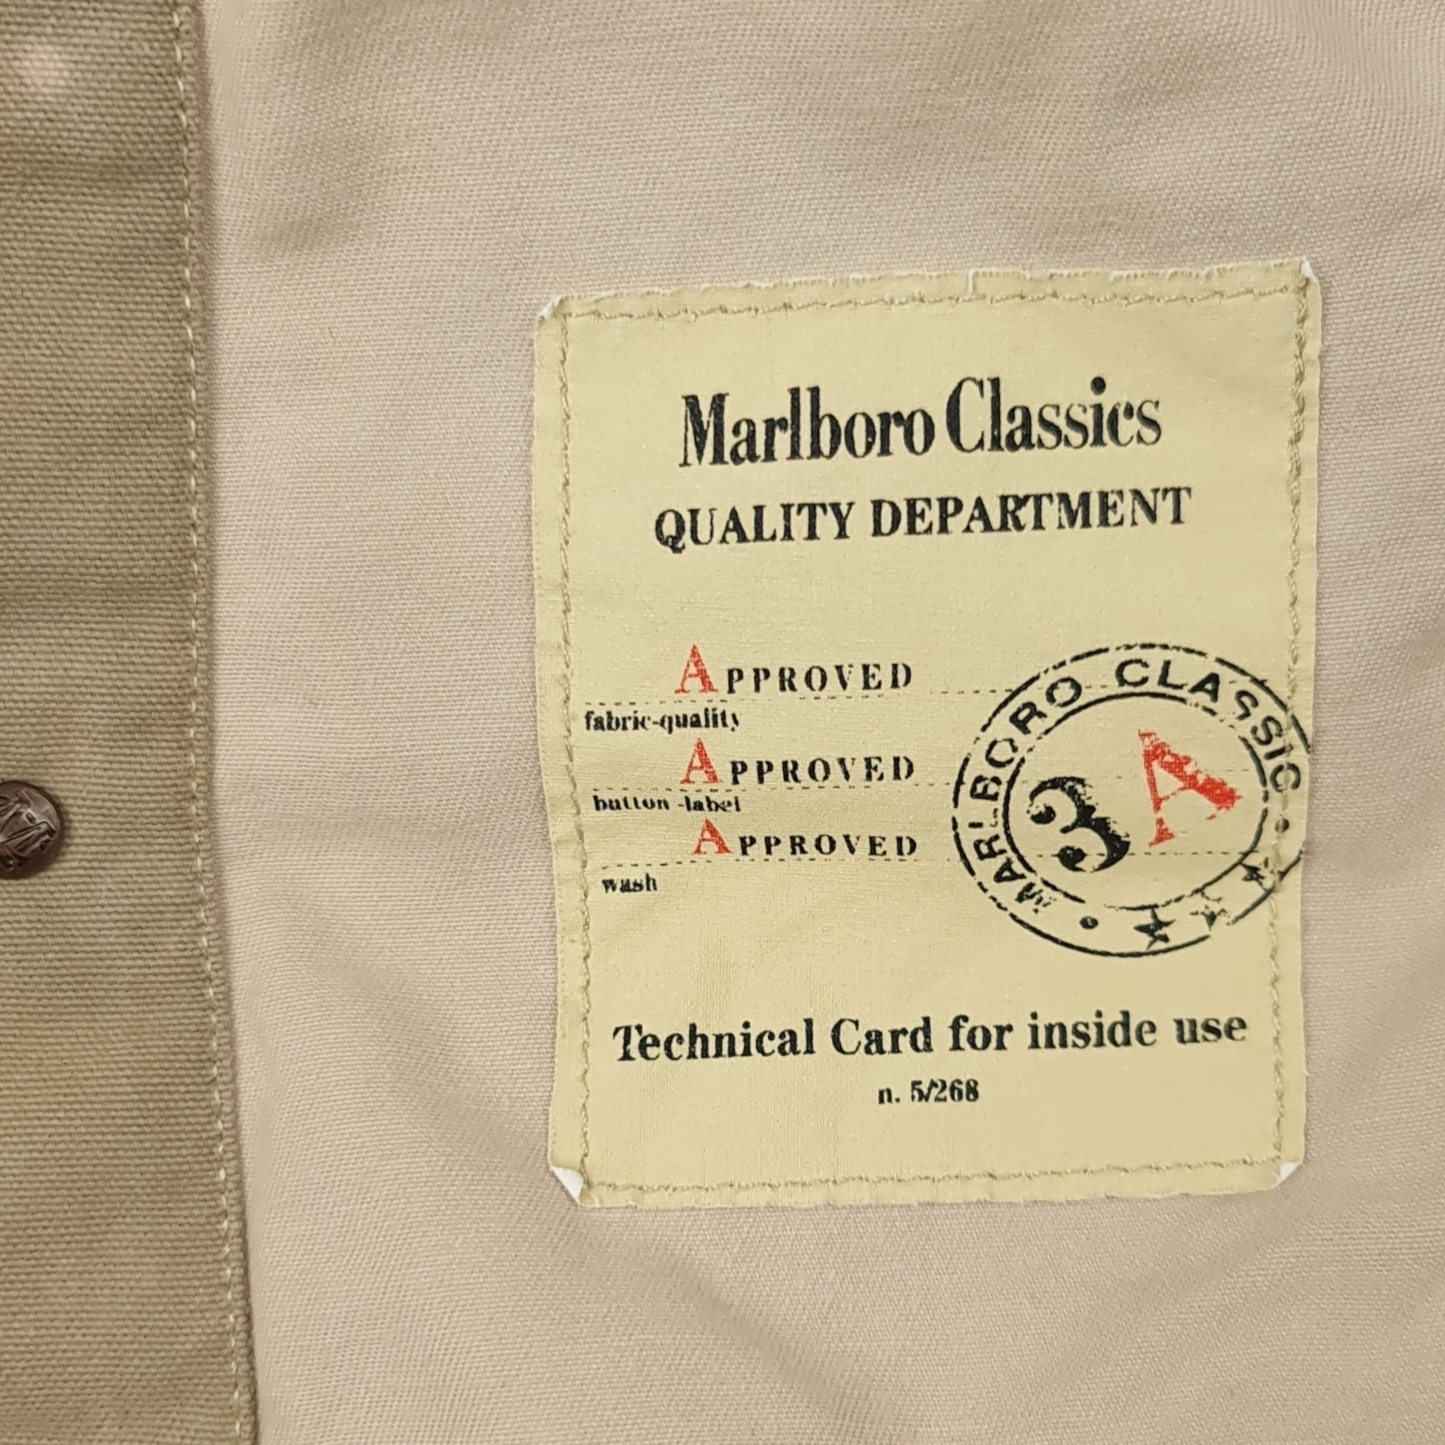 Marlboro Classics
QUALITY DEPARTMENT
APPROVED
fabric-quality
APPROVED
button-label
APPROVED
wash
MARLBORO CLASSIC
3 A
Technical Card for inside use
n. 5/268